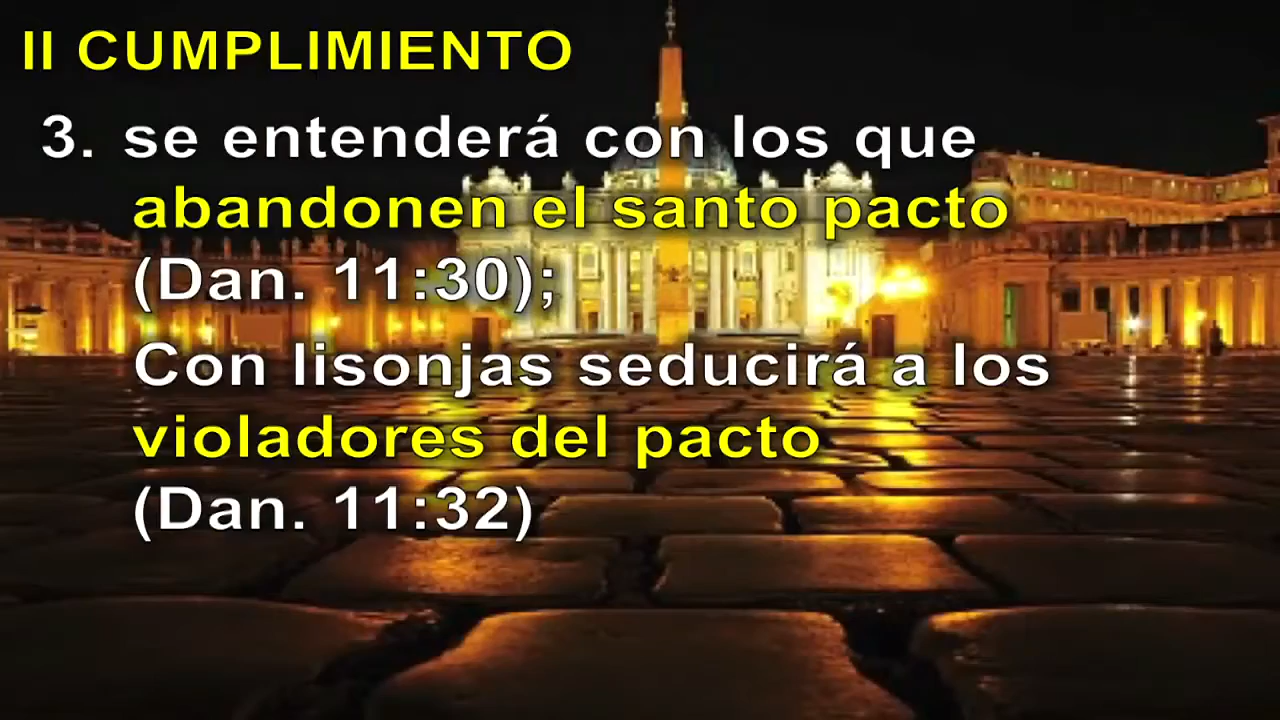 II CUMPLIMIENTO
3. se entenderá con los que
abandonen el santo pacto
(Dan. 11:30);
Con lisonjas seducirá a los
violadores del pacto
(Dan. 11:32)